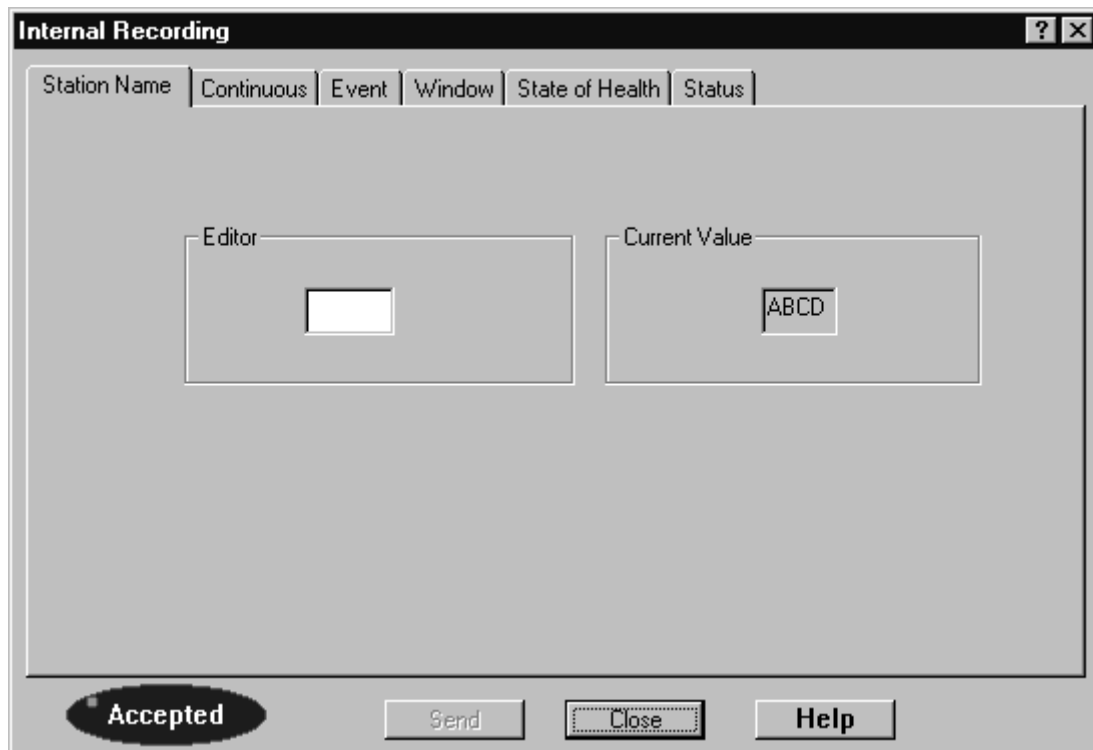 Internal Recording
Station Name Continuous Event Window State of Health Status
Editor Current Value
ABCD
Accepted Send Close Help